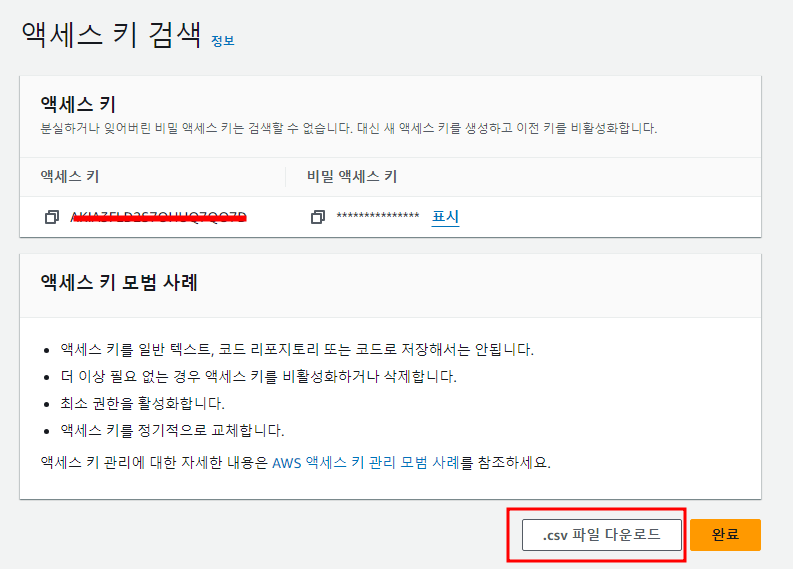 액세스 키 검색 정보
액세스 키
분실하거나 잊어버린 비밀 액세스 키는 검색할 수 없습니다. 대신 새 액세스 키를 생성하고 이전 키를 비활성화합니다.
액세스 키 비밀 액세스 키
*************** 표시
액세스 키 모범 사례
• 액세스 키를 일반 텍스트, 코드 리포지토리 또는 코드로 저장해서는 안됩니다.
• 더 이상 필요 없는 경우 액세스 키를 비활성화하거나 삭제합니다.
• 최소 권한을 활성화합니다.
• 액세스 키를 정기적으로 교체합니다.
액세스 키 관리에 대한 자세한 내용은 AWS 액세스 키 관리 모범 사례를 참조하세요.
.csv 파일 다운로드 완료